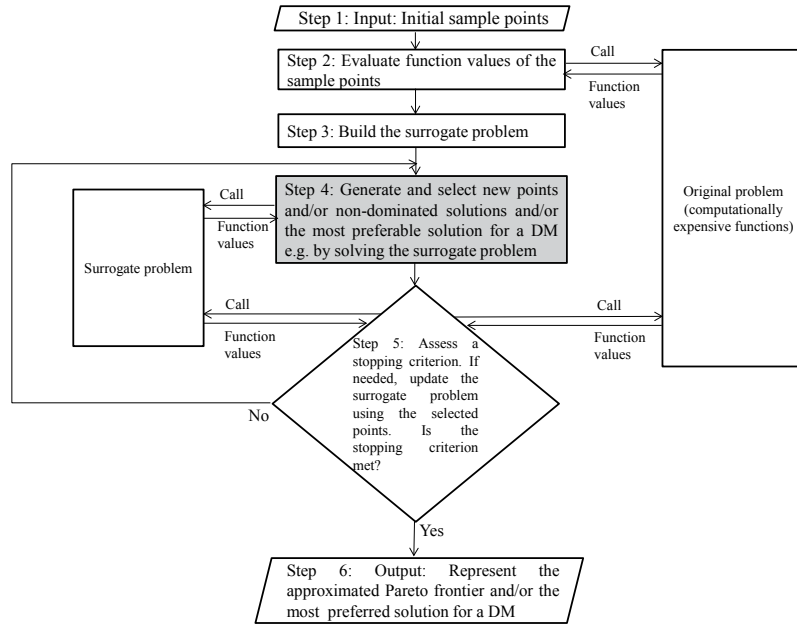 Step 1: Input: Initial sample points
Step 2: Evaluate function values of the
sample points
Call
Function
values
Step 3: Build the surrogate problem
Step 4: Generate and select new points
and/or non-dominated solutions and/or
the most preferable solution for a DM
e.g. by solving the surrogate problem
Call
Function
values
Surrogate problem
Original problem
(computationally
expensive functions)
Call
Function
values
Call
Function
values
Step 5: Assess a
stopping criterion. If
needed, update the
surrogate problem
using the selected
points. Is the
stopping criterion
met?
No
Yes
Step 6: Output: Represent the
approximated Pareto frontier and/or the
most preferred solution for a DM